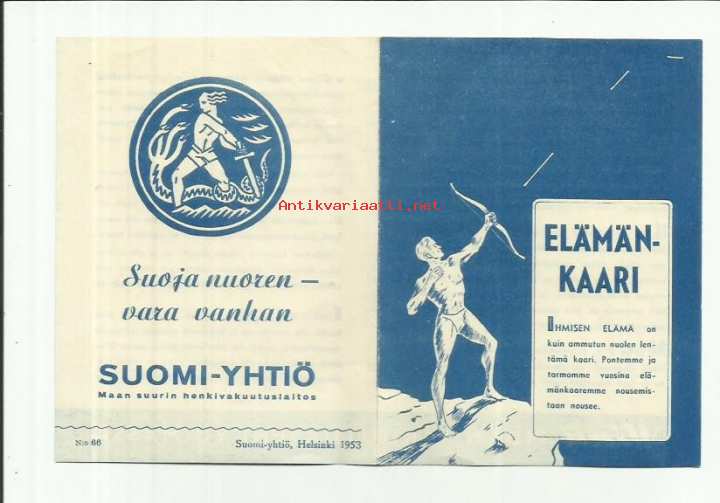 Antikvariaatti.net
Suoja nuoren –
vara vanhan
SUOMI-YHTIÖ
Maan suurin henkivakuutuslaitos
N:o 66
Suomi-yhtiö, Helsinki 1953
ELÄMÄN-
KAARI
IHMISEN ELÄMÄ on
kuin ammutun nuolen len-
tämä kaari. Pontemme ja
tarmomme vuosina elä-
mänkaaremme nousemis-
taan nousee.